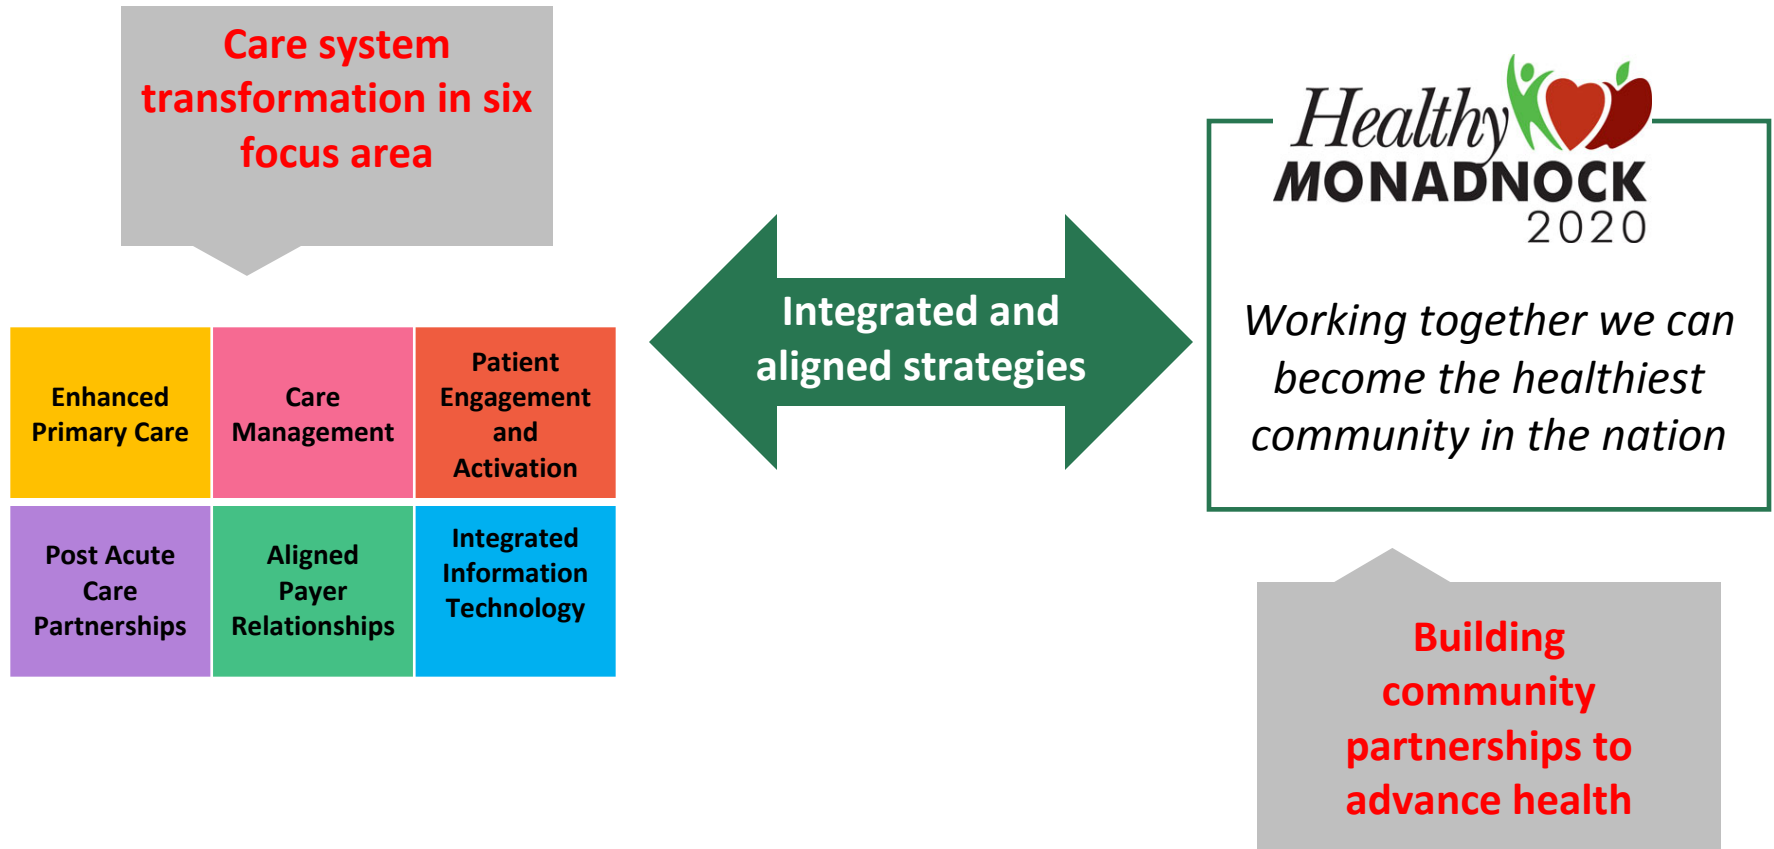 Care system
transformation in six
focus area
Enhanced
Primary Care
Care
Management
Patient
Engagement
and
Activation
Post Acute
Care
Partnerships
Aligned
Payer
Relationships
Integrated
Information
Technology
Integrated and
aligned strategies
Healthy
MONADNOCK
2020
Working together we can
become the healthiest
community in the nation
Building
community
partnerships to
advance health